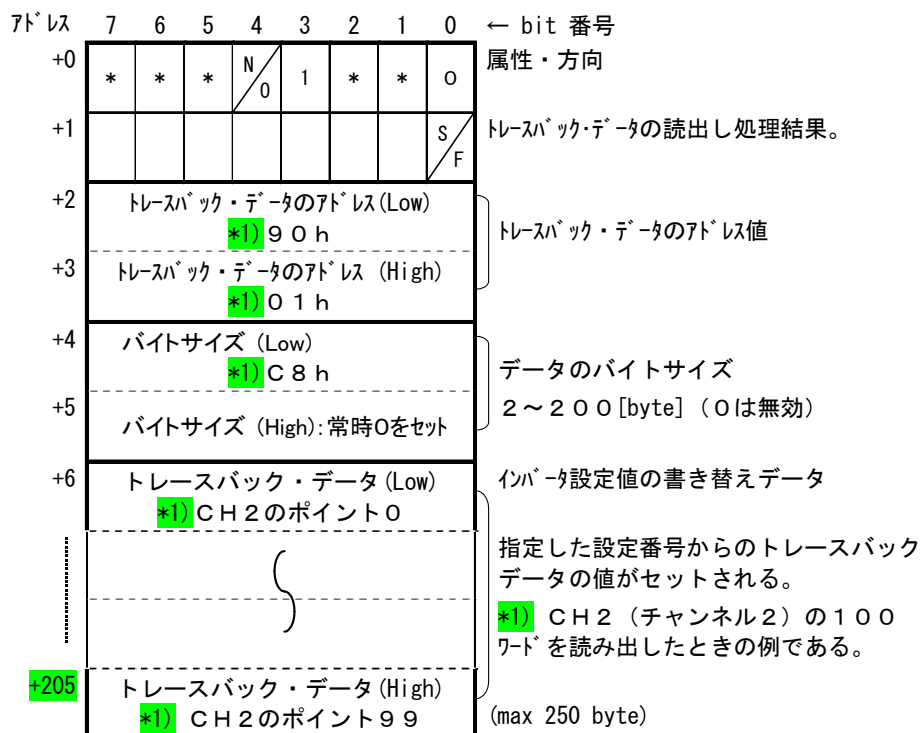 ｱﾄﾞﾚｽ 7 6 5 4 3 2 1 0 ← bit 番号
+0 * * * N/0 1 * * 0 属性・方向
+1 S/F ﾄﾚｰｽﾊﾞｯｸ･ﾃﾞｰﾀの読出し処理結果。
+2 ﾄﾚｰｽﾊﾞｯｸ・ﾃﾞｰﾀのｱﾄﾞﾚｽ(Low)
*1) ９０ｈ
ﾄﾚｰｽﾊﾞｯｸ・ﾃﾞｰﾀのｱﾄﾞﾚｽ値
+3 ﾄﾚｰｽﾊﾞｯｸ・ﾃﾞｰﾀのｱﾄﾞﾚｽ (High)
*1) ０１ｈ
+4 バイトサイズ (Low)
*1) Ｃ８ｈ
データのバイトサイズ
２～２００[byte]（０は無効）
+5 バイトサイズ (High):常時０をセット
+6 トレースバック・データ(Low)
*1) ＣＨ２のポイント０
ｲﾝﾊﾞｰﾀ設定値の書き替えデータ
指定した設定番号からのトレースバック
データの値がセットされる。
*1) ＣＨ２（チャンネル２）の１００
ﾜｰﾄﾞを読み出したときの例である。
+205 トレースバック・データ(High)
*1) ＣＨ２のポイント９９
(max 250 byte)